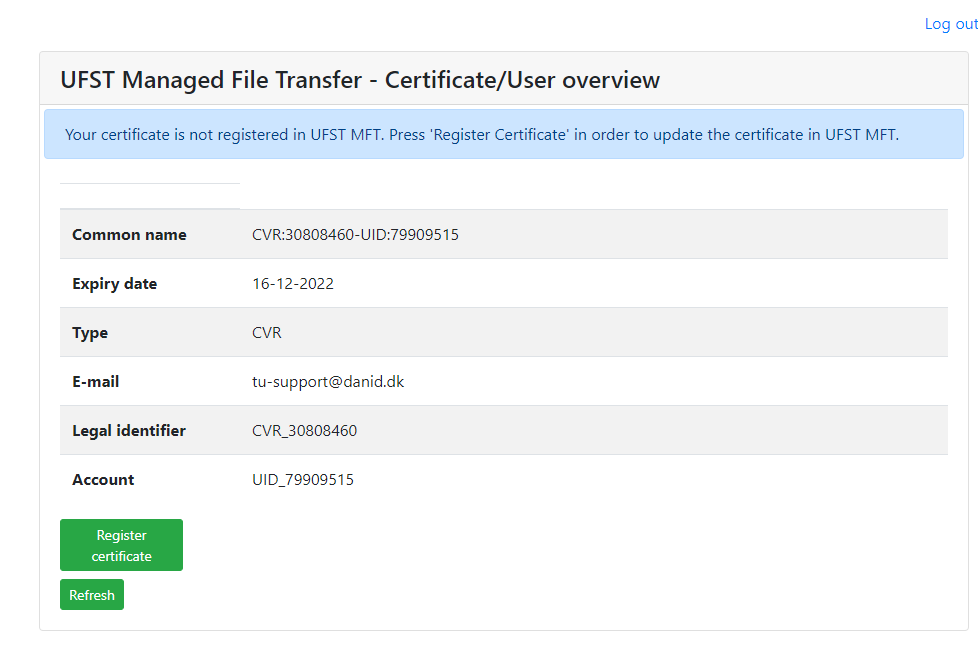 Log out
UFST Managed File Transfer - Certificate/User overview
Your certificate is not registered in UFST MFT. Press 'Register Certificate' in order to update the certificate in UFST MFT.
Common name CVR:30808460-UID:79909515
Expiry date 16-12-2022
Type CVR
E-mail tu-support@danid.dk
Legal identifier CVR_30808460
Account UID_79909515
Register
certificate
Refresh